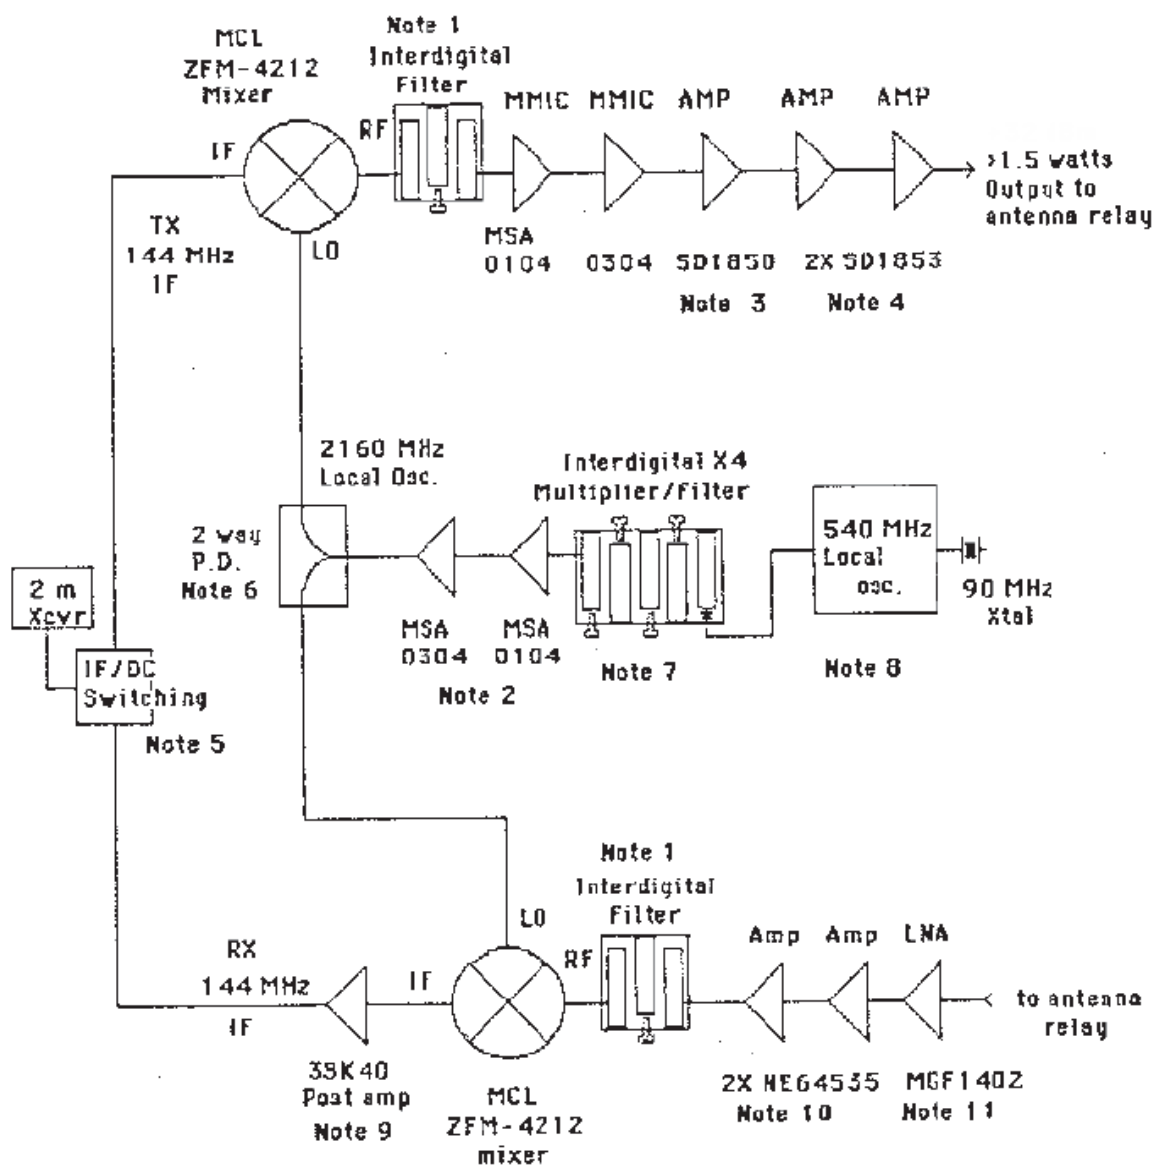 MCL
ZFM-4212
Mixer
Note 1
Interdigital
Filter
IF
RF
LO
MMIC
MMIC
AMP
AMP
AMP
>1.5 watts
Output to
antenna relay
TX
144 MHz
IF
MSA
0104
0304
SD1850
2X SD1853
Note 3
Note 4
2160 MHz
Local Osc.
Interdigital X4
Multiplier/filter
540 MHz
Local
osc.
90 MHz
Xtal
2 way
P.D.
Note 6
2 m
Xcvr
MSA
0304
MSA
0104
Note 2
Note 7
Note 8
IF/DC
Switching
Note 5
Note 1
Interdigital
Filter
LO
RF
IF
Amp
Amp
LNA
RX
144 MHz
IF
to antenna
relay
3SK40
Post amp
Note 9
MCL
ZFM-4212
mixer
2X NE64535
Note 10
MGF1402
Note 11